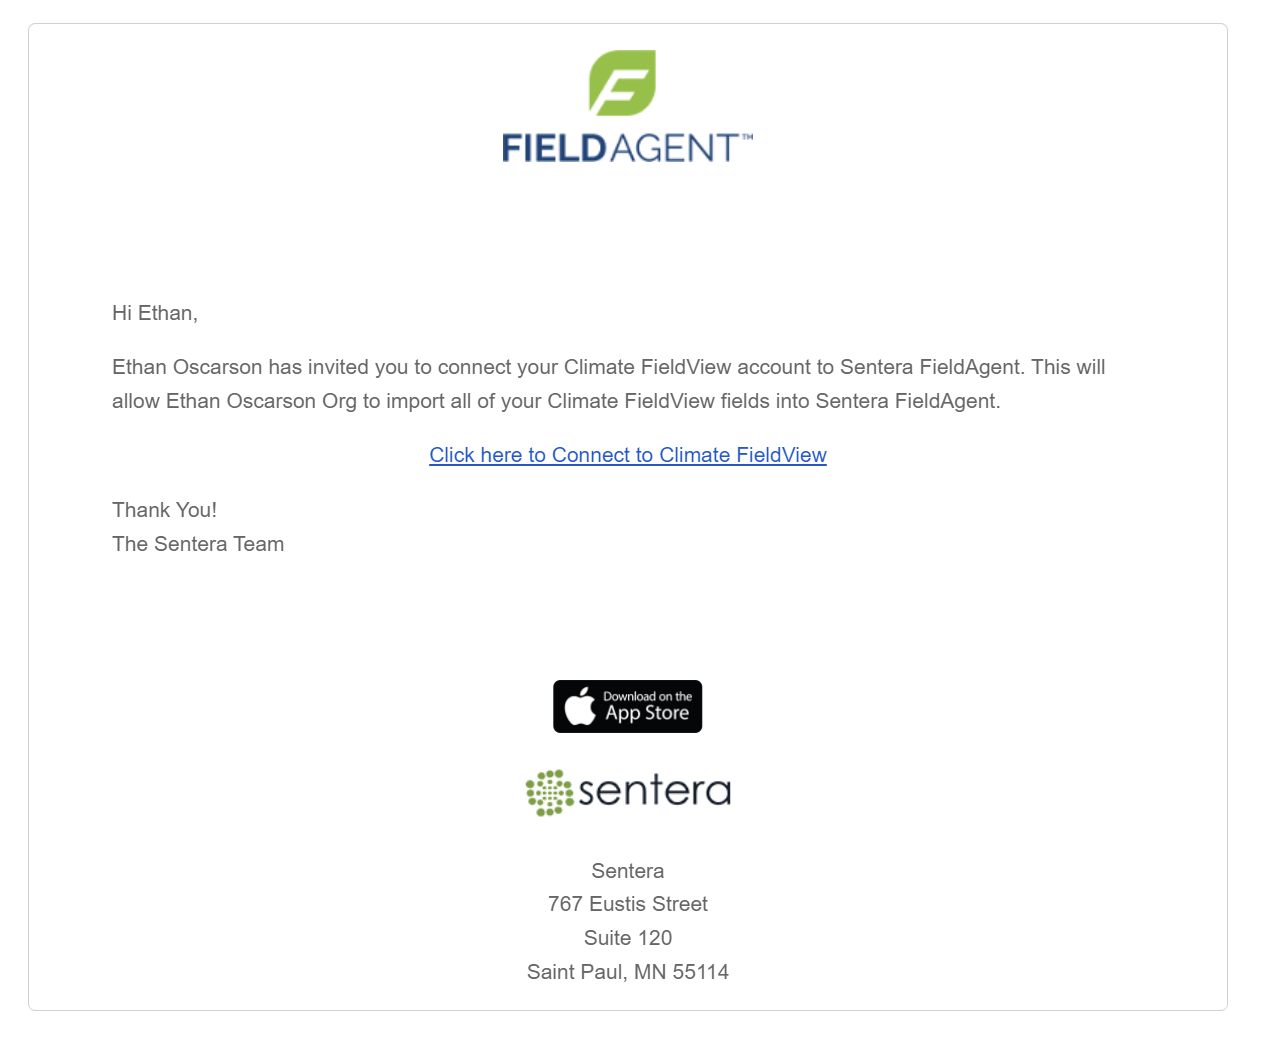 FIELDAGENT™
Hi Ethan,
Ethan Oscarson has invited you to connect your Climate FieldView account to Sentera FieldAgent. This will
allow Ethan Oscarson Org to import all of your Climate FieldView fields into Sentera FieldAgent.
Click here to Connect to Climate FieldView
Thank You!
The Sentera Team
Download on the
App Store
sentera
Sentera
767 Eustis Street
Suite 120
Saint Paul, MN 55114